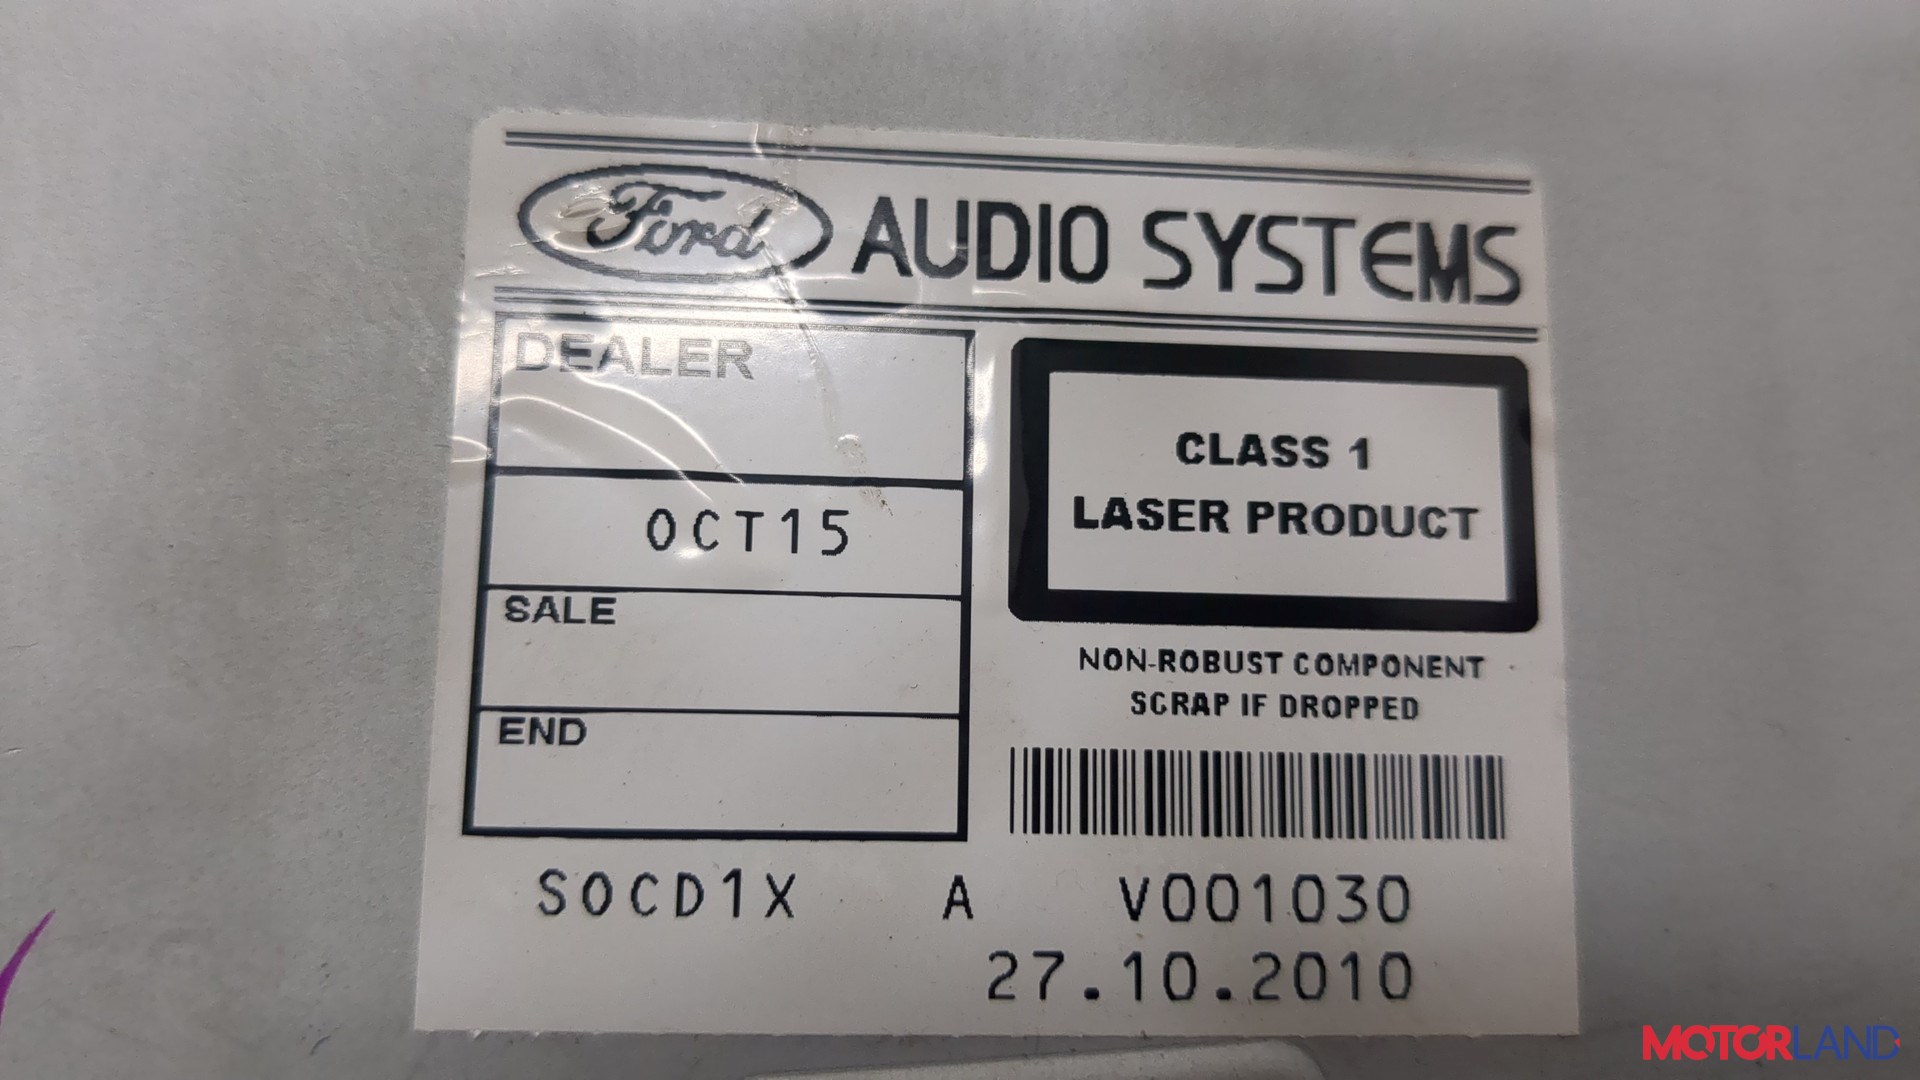 Ford AUDIO SYSTEMS
DEALER
OCT15
SALE
END
CLASS 1
LASER PRODUCT
NON-ROBUST COMPONENT
SCRAP IF DROPPED
SOCD1X A V001030
27.10.2010
MOTORLAND